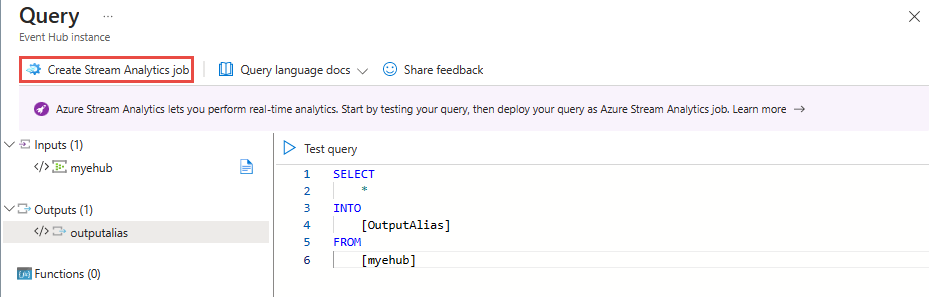 Query ...
Event Hub instance
Create Stream Analytics job Query language docs Share feedback
Azure Stream Analytics lets you perform real-time analytics. Start by testing your query, then deploy your query as Azure Stream Analytics job. Learn more →
Inputs (1)
</> myehub
Outputs (1)
</> outputalias
Functions (0)
Test query
1 SELECT
2 *
3 INTO
4 [OutputAlias]
5 FROM
6 [myehub]